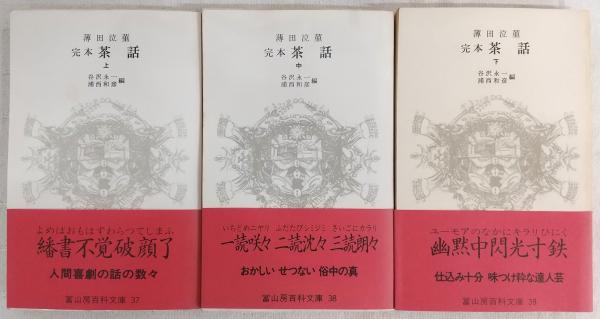 薄田泣菫
完本 茶話
上
谷沢永一
浦西和彦 編
よめばおもはずわらつてしまふ
繙書不覚破顔了
人間喜劇の話の数々
冨山房百科文庫 37
薄田泣菫
完本 茶話
中
谷沢永一
浦西和彦 編
いちどめニヤリ ふたたびシミジミ さいごにカラリ
一読咲々 二読沈々 三読朗々
おかしい せつない 俗中の真
冨山房百科文庫 38
薄田泣菫
完本 茶話
下
谷沢永一
浦西和彦 編
ユーモアのなかにキラリひにく
幽黙中閃光寸鉄
仕込み十分 味つけ粋な達人芸
冨山房百科文庫 39